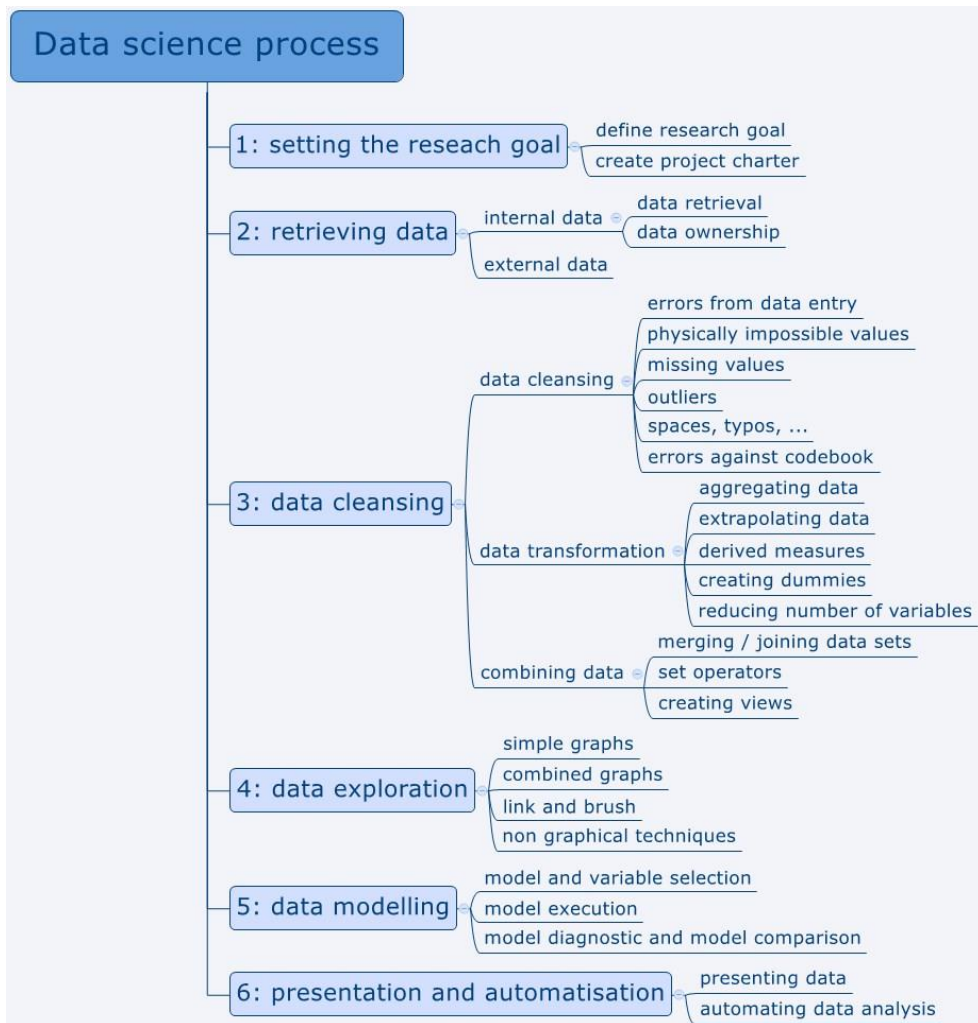 Data science process
1: setting the reseach goal
define research goal
create project charter
2: retrieving data
internal data
data retrieval
data ownership
external data
3: data cleansing
data cleansing
errors from data entry
physically impossible values
missing values
outliers
spaces, typos, ...
errors against codebook
data transformation
aggregating data
extrapolating data
derived measures
creating dummies
reducing number of variables
combining data
merging / joining data sets
set operators
creating views
4: data exploration
simple graphs
combined graphs
link and brush
non graphical techniques
5: data modelling
model and variable selection
model execution
model diagnostic and model comparison
6: presentation and automatisation
presenting data
automating data analysis